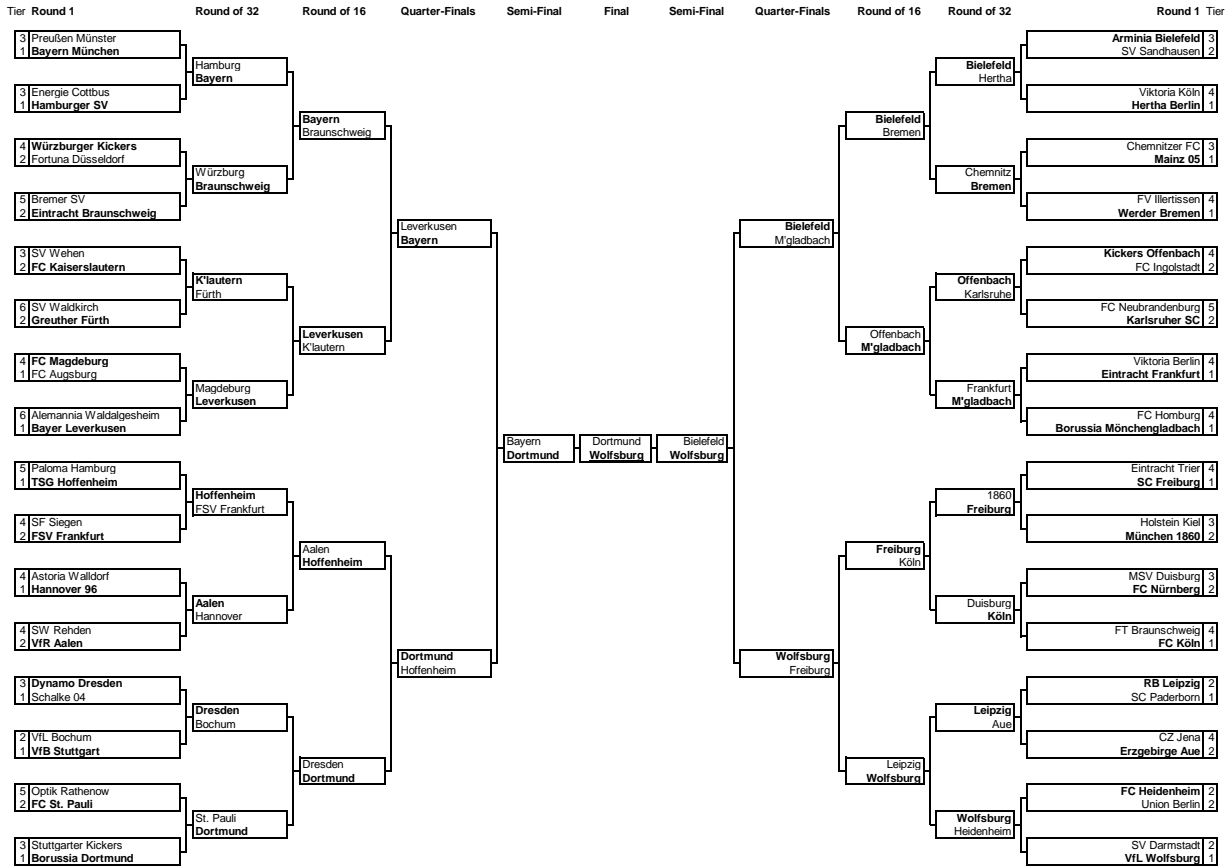 Tier Round 1 Round of 32 Round of 16 Quarter-Finals Semi-Final Final Semi-Final Quarter-Finals Round of 16 Round of 32 Round 1 Tier
3 Preußen Münster
1 Bayern München
3 Energie Cottbus
1 Hamburger SV
4 Würzburger Kickers
2 Fortuna Düsseldorf
5 Bremer SV
2 Eintracht Braunschweig
3 SV Wehen
2 FC Kaiserslautern
6 SV Waldkirch
2 Greuther Fürth
4 FC Magdeburg
1 FC Augsburg
6 Alemannia Waldalgesheim
1 Bayer Leverkusen
5 Paloma Hamburg
1 TSG Hoffenheim
4 SF Siegen
2 FSV Frankfurt
4 Astoria Walldorf
1 Hannover 96
4 SW Rehden
2 VfR Aalen
3 Dynamo Dresden
1 Schalke 04
2 VfL Bochum
1 VfB Stuttgart
5 Optik Rathenow
2 FC St. Pauli
3 Stuttgarter Kickers
1 Borussia Dortmund
Hamburg
Bayern
Würzburg
Braunschweig
K'lautern
Fürth
Magdeburg
Leverkusen
Hoffenheim
FSV Frankfurt
Aalen
Hannover
Dresden
Bochum
St. Pauli
Dortmund
Bayern
Braunschweig
Leverkusen
K'lautern
Aalen
Hoffenheim
Dresden
Dortmund
Leverkusen
Bayern
Dortmund
Hoffenheim
Bayern
Dortmund
Dortmund
Wolfsburg
Bielefeld
Wolfsburg
Bielefeld
M'gladbach
Wolfsburg
Freiburg
Bielefeld
Bremen
Offenbach
M'gladbach
Freiburg
Köln
Leipzig
Wolfsburg
Bielefeld
Hertha
Chemnitz
Bremen
Offenbach
Karlsruhe
Frankfurt
M'gladbach
1860
Freiburg
Duisburg
Köln
Leipzig
Aue
Wolfsburg
Heidenheim
Arminia Bielefeld 3
SV Sandhausen 2
Viktoria Köln 4
Hertha Berlin 1
Chemnitzer FC 3
Mainz 05 1
FV Illertissen 4
Werder Bremen 1
Kickers Offenbach 4
FC Ingolstadt 2
FC Neubrandenburg 5
Karlsruher SC 2
Viktoria Berlin 4
Eintracht Frankfurt 1
FC Homburg 4
Borussia Mönchengladbach 1
Eintracht Trier 4
SC Freiburg 1
Holstein Kiel 3
München 1860 2
MSV Duisburg 3
FC Nürnberg 2
FT Braunschweig 4
FC Köln 1
RB Leipzig 2
SC Paderborn 1
CZ Jena 4
Erzgebirge Aue 2
FC Heidenheim 2
Union Berlin 2
SV Darmstadt 2
VfL Wolfsburg 1